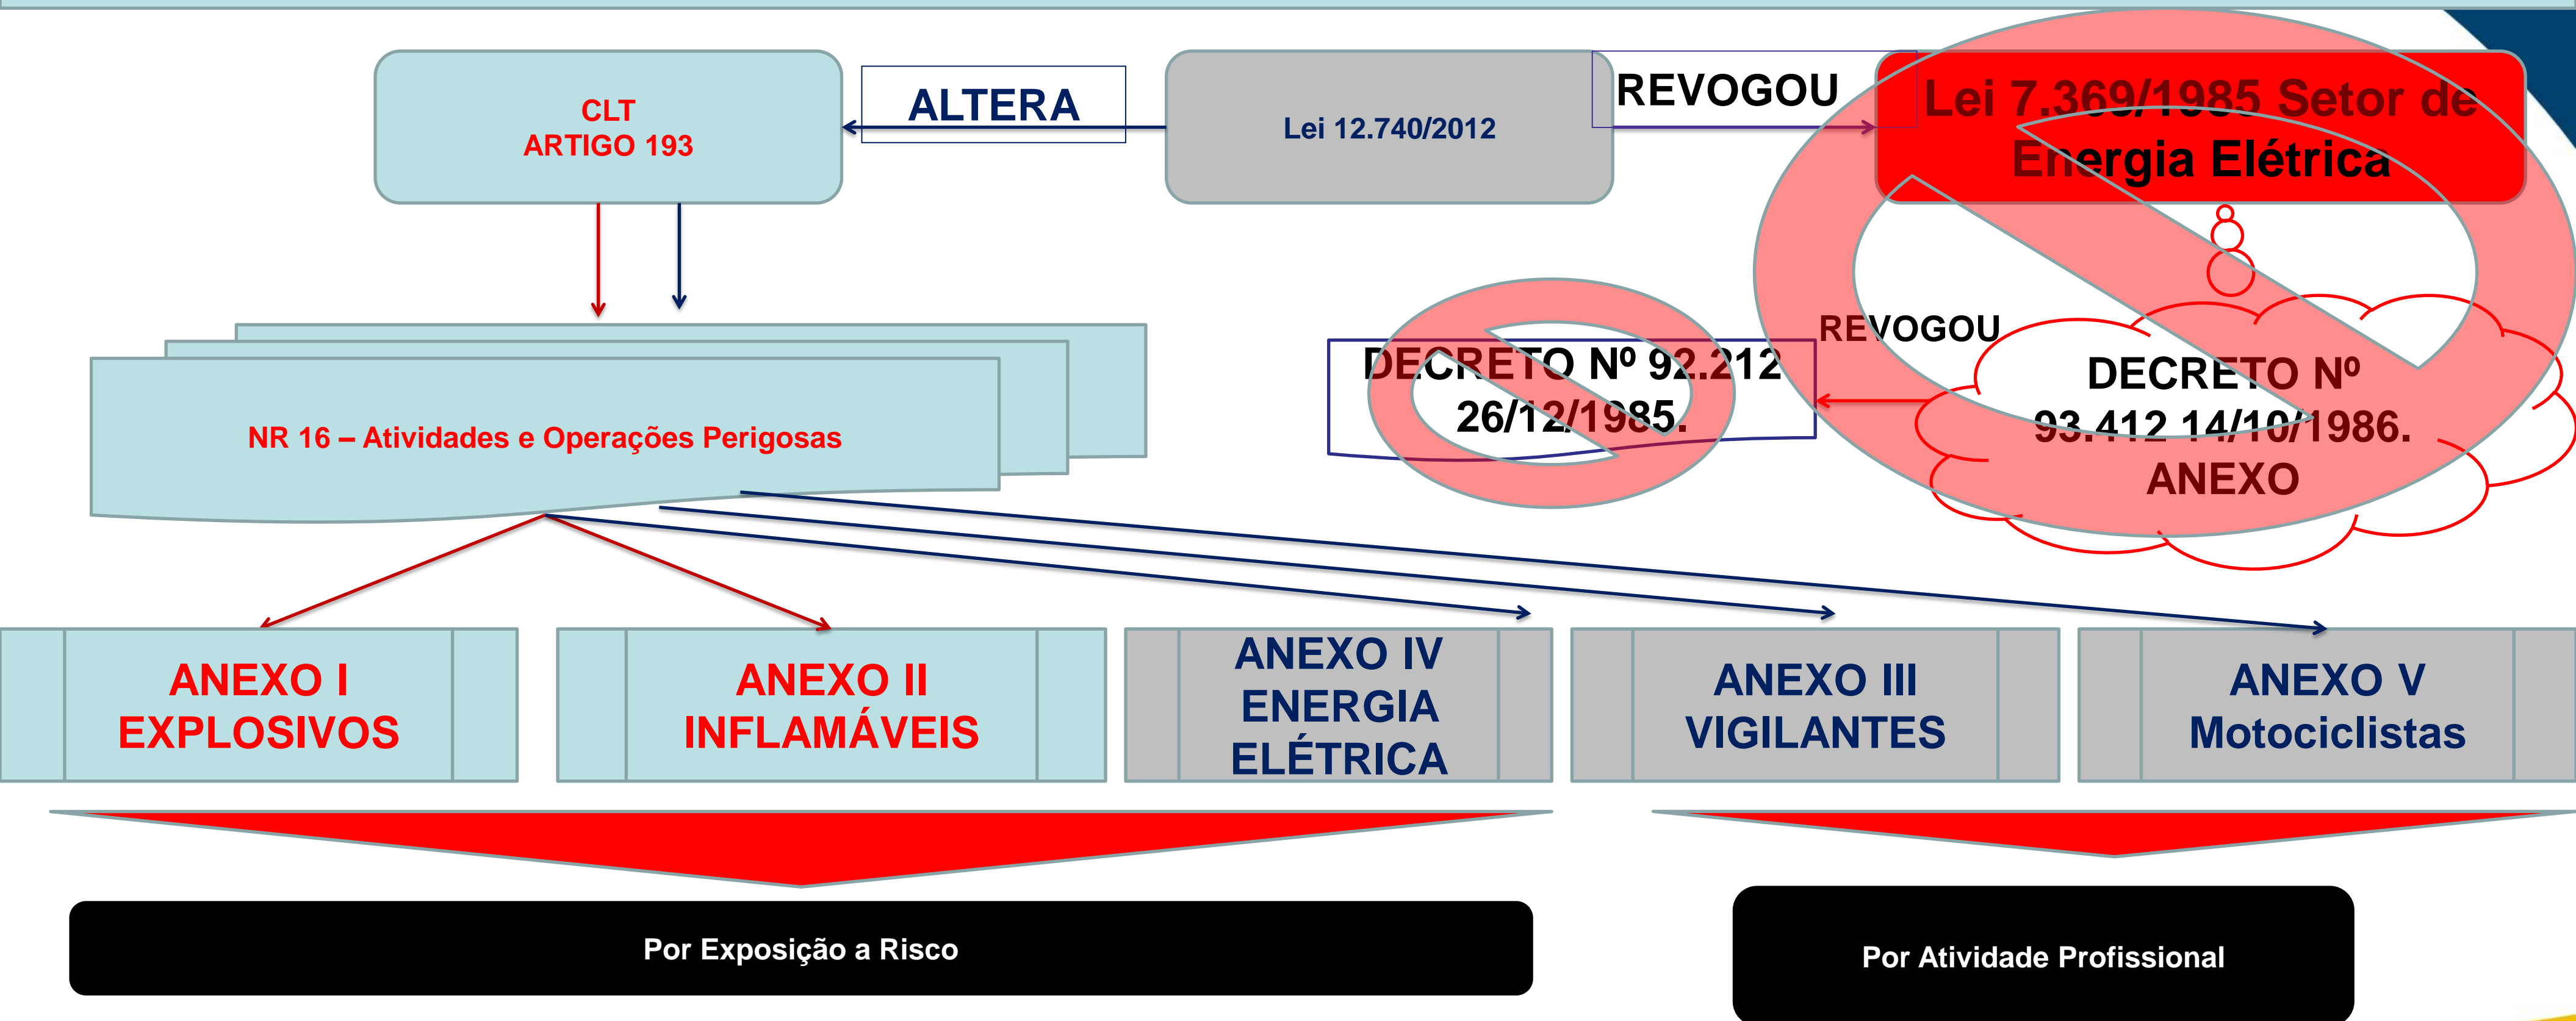 CLT
ARTIGO 193
ALTERA
Lei 12.740/2012
REVOGOU
Lei 7.369/1985 Setor de
Energia Elétrica
NR 16 – Atividades e Operações Perigosas
DECRETO Nº 92.212
26/12/1985.
REVOGOU
DECRETO Nº
93.412 14/10/1986.
ANEXO
ANEXO I
EXPLOSIVOS
ANEXO II
INFLAMÁVEIS
ANEXO IV
ENERGIA
ELÉTRICA
ANEXO III
VIGILANTES
ANEXO V
Motociclistas
Por Exposição a Risco
Por Atividade Profissional